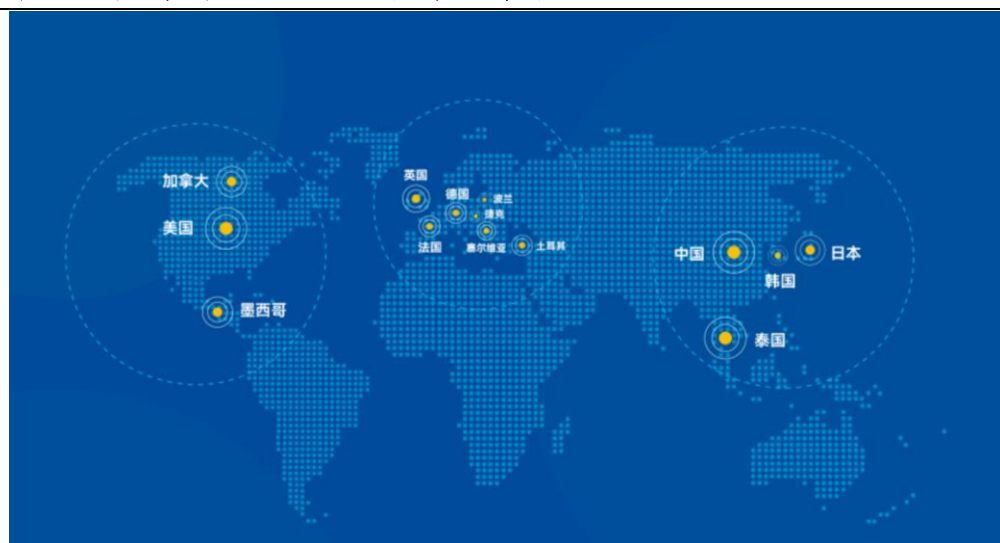 加拿大
美国
墨西哥
英国
德国
波兰
捷克
法国
塞尔维亚
土耳其
中国
韩国
日本
泰国